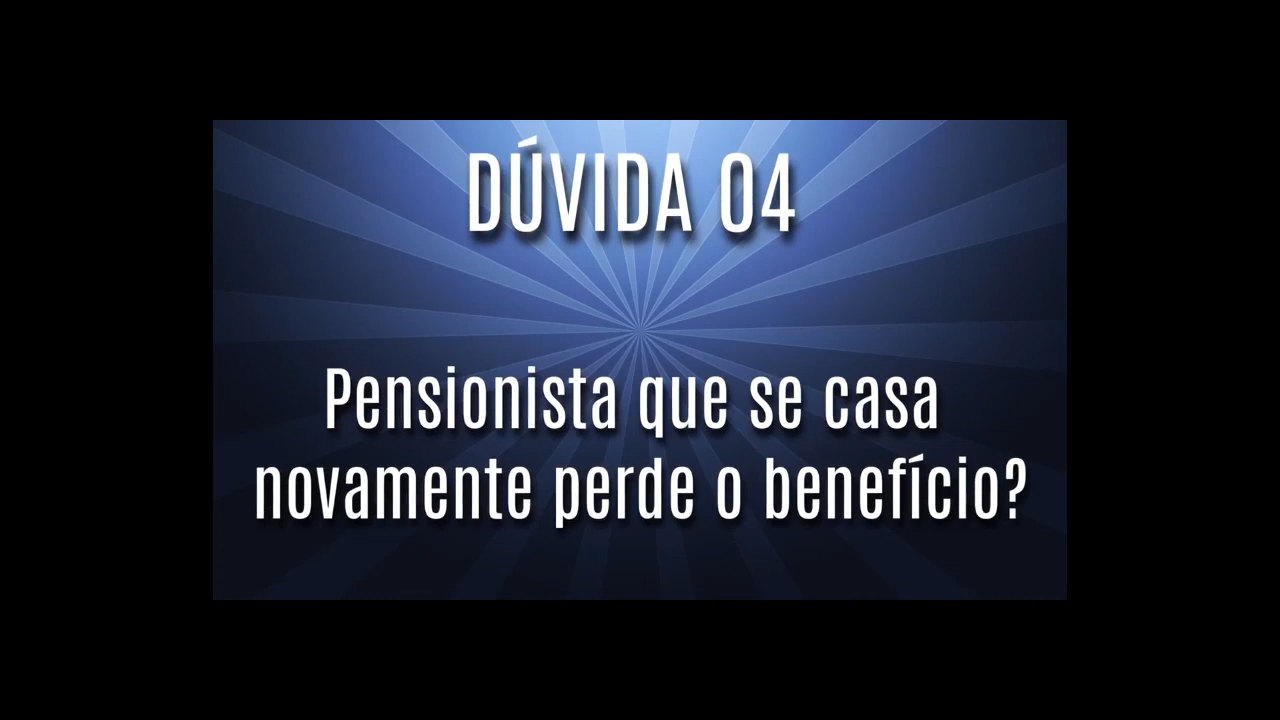 DÚVIDA 04
Pensionista que se casa
novamente perde o benefício?